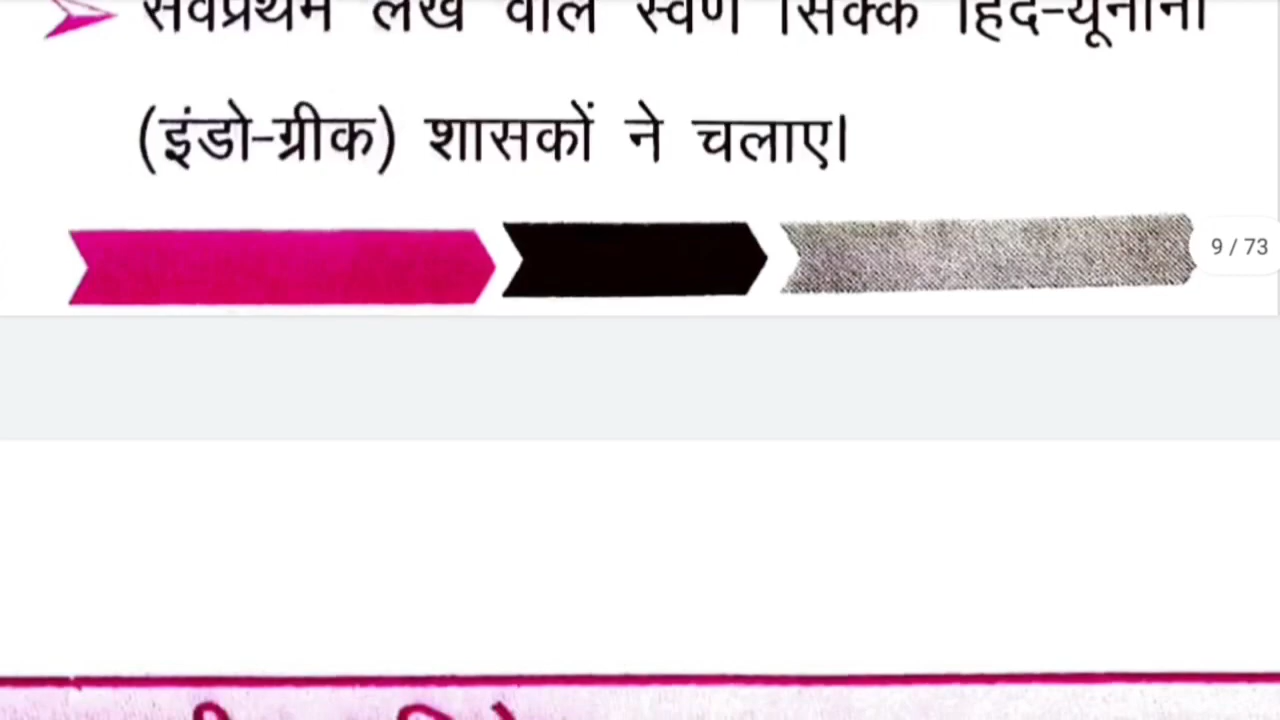 सर्वप्रथम लेख वाले स्वर्ण सिक्के हिंद-यूनानी
(इंडो-ग्रीक) शासकों ने चलाए।
9 / 73